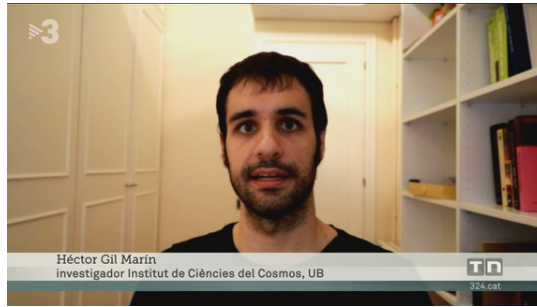 3
Héctor Gil Marín
investigador Institut de Ciències del Cosmos, UB
TN
324.cat